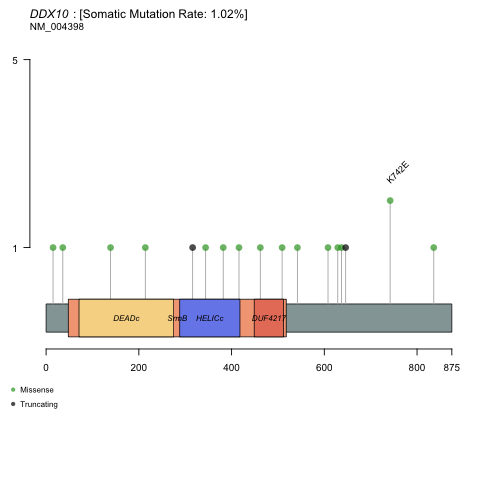 DDX10 : [Somatic Mutation Rate: 1.02%]
NM_004398
5
K742E
1
DEADc SrmB HELICc DUF4217
0 200 400 600 800 875
Missense
Truncating